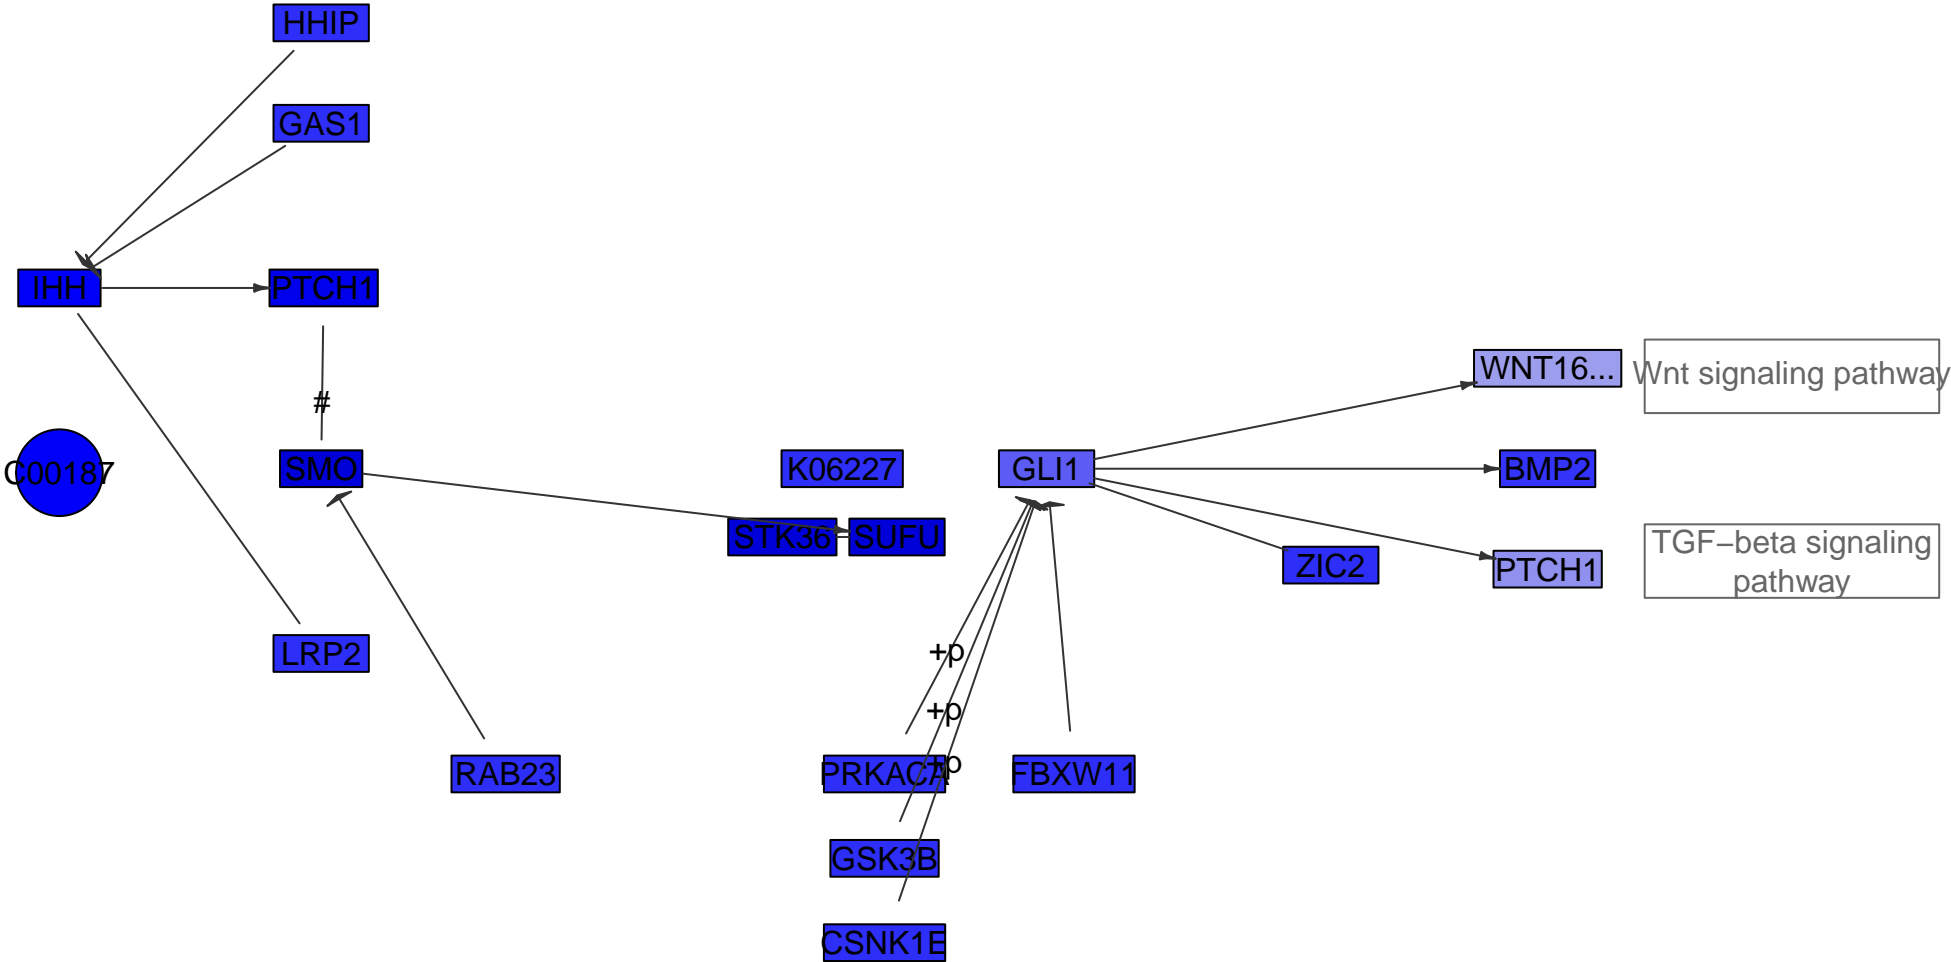 HHIP
GAS1
IHH
PTCH1
WNT16...
Wnt signaling pathway
#
C00187
SMO
K06227
GLI1
BMP2
STK36
SUFU
ZIC2
PTCH1
TGF−beta signaling
pathway
LRP2
+p
+p
+p
RAB23
PRKACA
FBXW11
GSK3B
CSNK1E